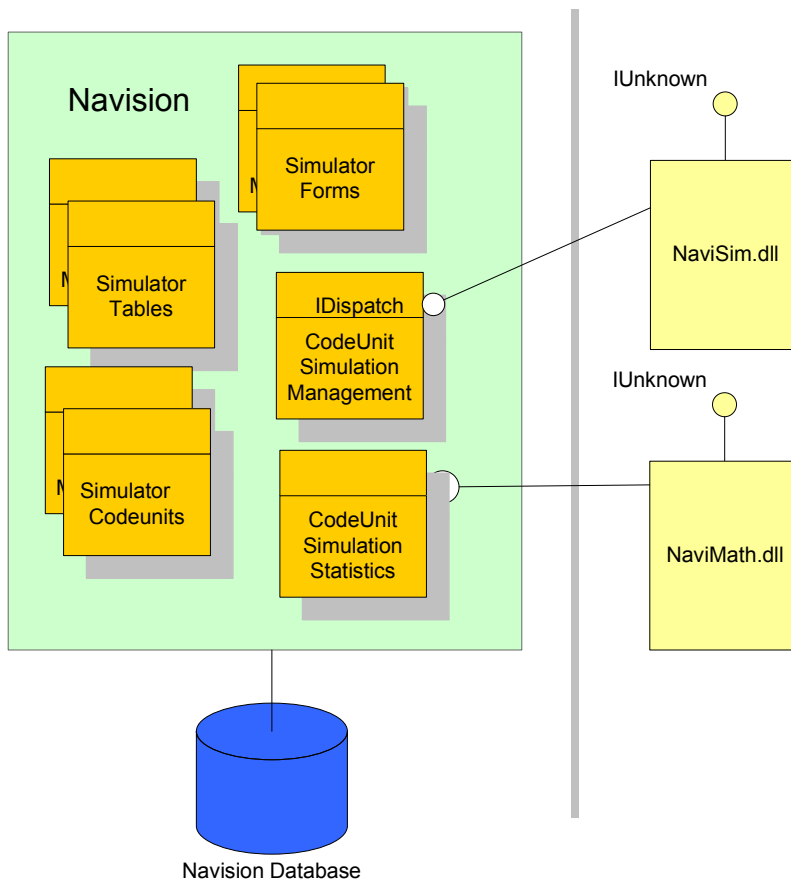 Navision
Simulator
Forms
Simulator
Tables
IDispatch
CodeUnit
Simulation
Management
Simulator
Codeunits
CodeUnit
Simulation
Statistics
Navision Database
IUnknown
NaviSim.dll
IUnknown
NaviMath.dll